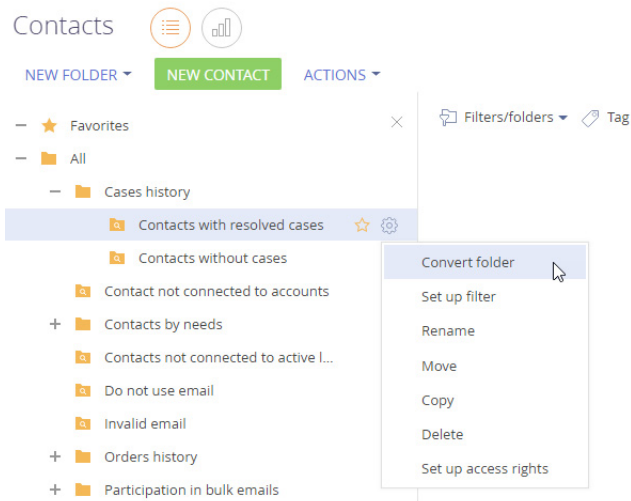 Contacts
NEW FOLDER
NEW CONTACT
ACTIONS
Favorites
Filters/folders
Tag
All
Cases history
Contacts with resolved cases
Contacts without cases
Convert folder
Contact not connected to accounts
Set up filter
Contacts by needs
Rename
Contacts not connected to active l...
Move
Do not use email
Copy
Invalid email
Delete
Orders history
Set up access rights
Participation in bulk emails